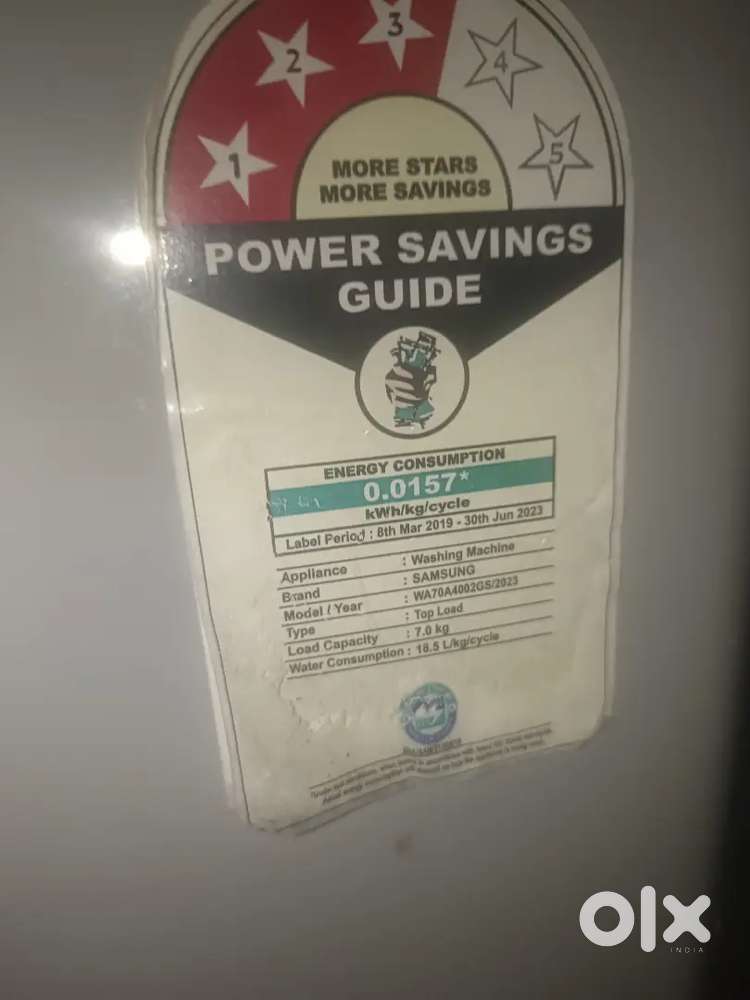 1
2
3
4
5
MORE STARS
MORE SAVINGS
POWER SAVINGS
GUIDE
ENERGY CONSUMPTION
0.0157*
kWh/kg/cycle
Label Period : 8th Mar 2019 - 30th Jun 2023
Appliance : Washing Machine
Brand : SAMSUNG
Model / Year : WA70A4002GS/2023
Type : Top Load
Load Capacity : 7.0 kg
Water Consumption : 18.5 L/kg/cycle
olx
INDIA